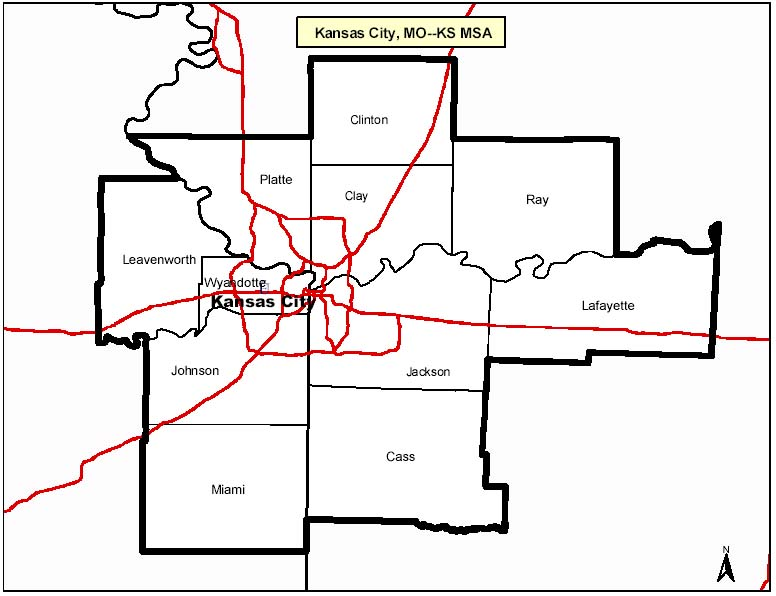 Kansas City, MO--KS MSA
Clinton
Platte
Clay
Ray
Leavenworth
Wyandotte
Kansas City
Lafayette
Johnson
Jackson
Cass
Miami
N